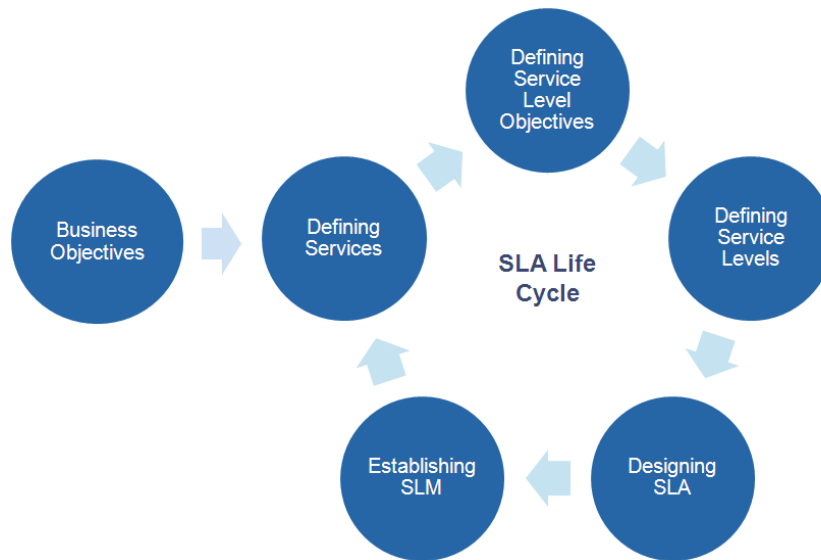 Defining
Service
Level
Objectives
Business
Objectives
Defining
Services
Defining
Service
Levels
SLA Life
Cycle
Establishing
SLM
Designing
SLA